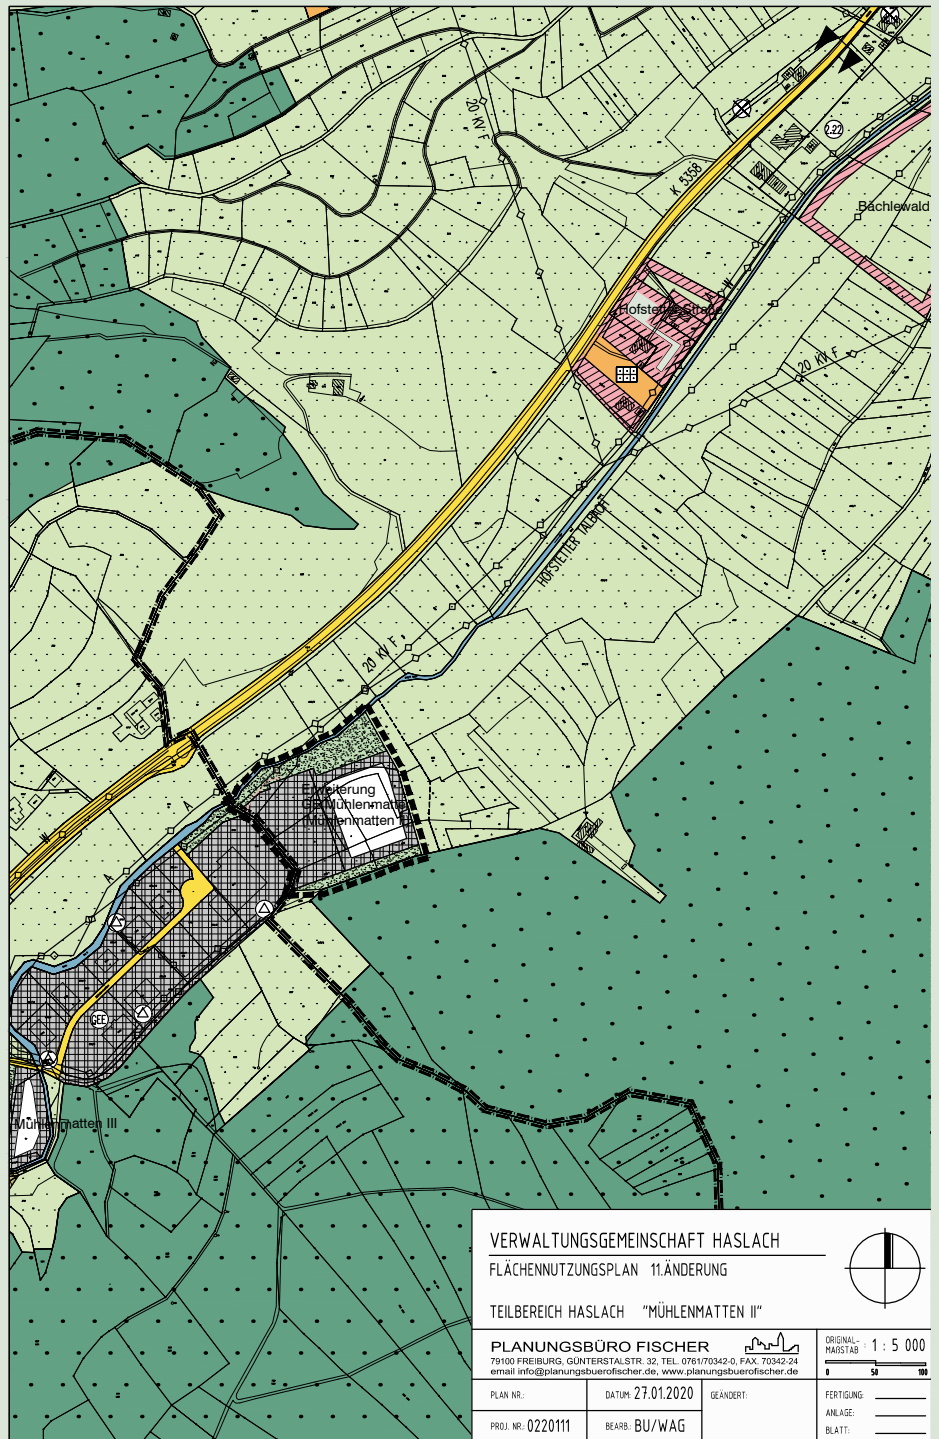 20 KV F
K 5358
2.22
Bächlewald
W
Hofstetter Straße
20 KV F
HOFSTETTER TALBACH
20 KV F
Erweiterung
GE Mühlenmatte
(Mühlenmatten
A
W
A
GEE
Mühlenmatten III
VERWALTUNGSGEMEINSCHAFT HASLACH
FLÄCHENNUTZUNGSPLAN 11.ÄNDERUNG
TEILBEREICH HASLACH "MÜHLENMATTEN II"
PLANUNGSBÜRO FISCHER
79100 FREIBURG, GÜNTERSTALSTR. 32, TEL. 0761/70342-0, FAX. 70342-24
email info@planungsbuerofischer.de, www.planungsbuerofischer.de
ORIGINAL-
MAßSTAB : 1 : 5 000
0 50 100
PLAN NR.:
DATUM: 27.01.2020
GEÄNDERT:
FERTIGUNG:
ANLAGE:
BLATT:
PROJ. NR.: 0220111
BEARB.: BU/WAG